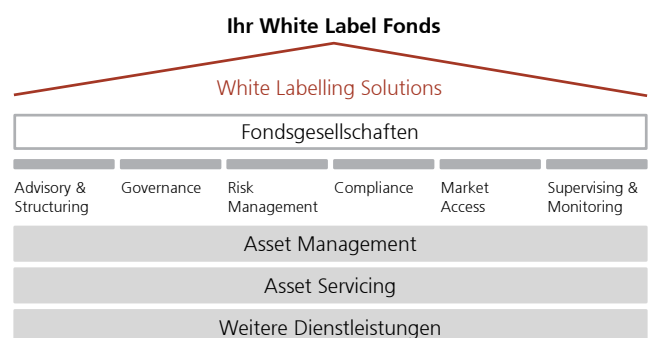 Ihr White Label Fonds
White Labelling Solutions
Fondsgesellschaften
Advisory & Structuring
Governance
Risk Management
Compliance
Market Access
Supervising & Monitoring
Asset Management
Asset Servicing
Weitere Dienstleistungen